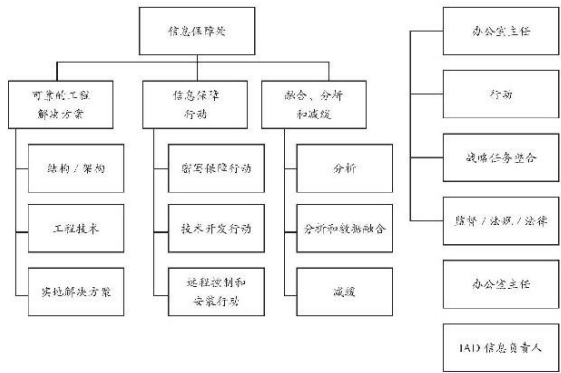 信息保障处
可靠的工程
解决方案
结构/架构
工程技术
实地解决方案
信息保障
行动
密写保障行动
技术开发行动
远程控制和
安装行动
融合、分析
和减缓
分析
分析和数据融合
减缓
办公室主任
行动
战略任务整合
监督/法规/法律
办公室主任
IAD 信息负责人